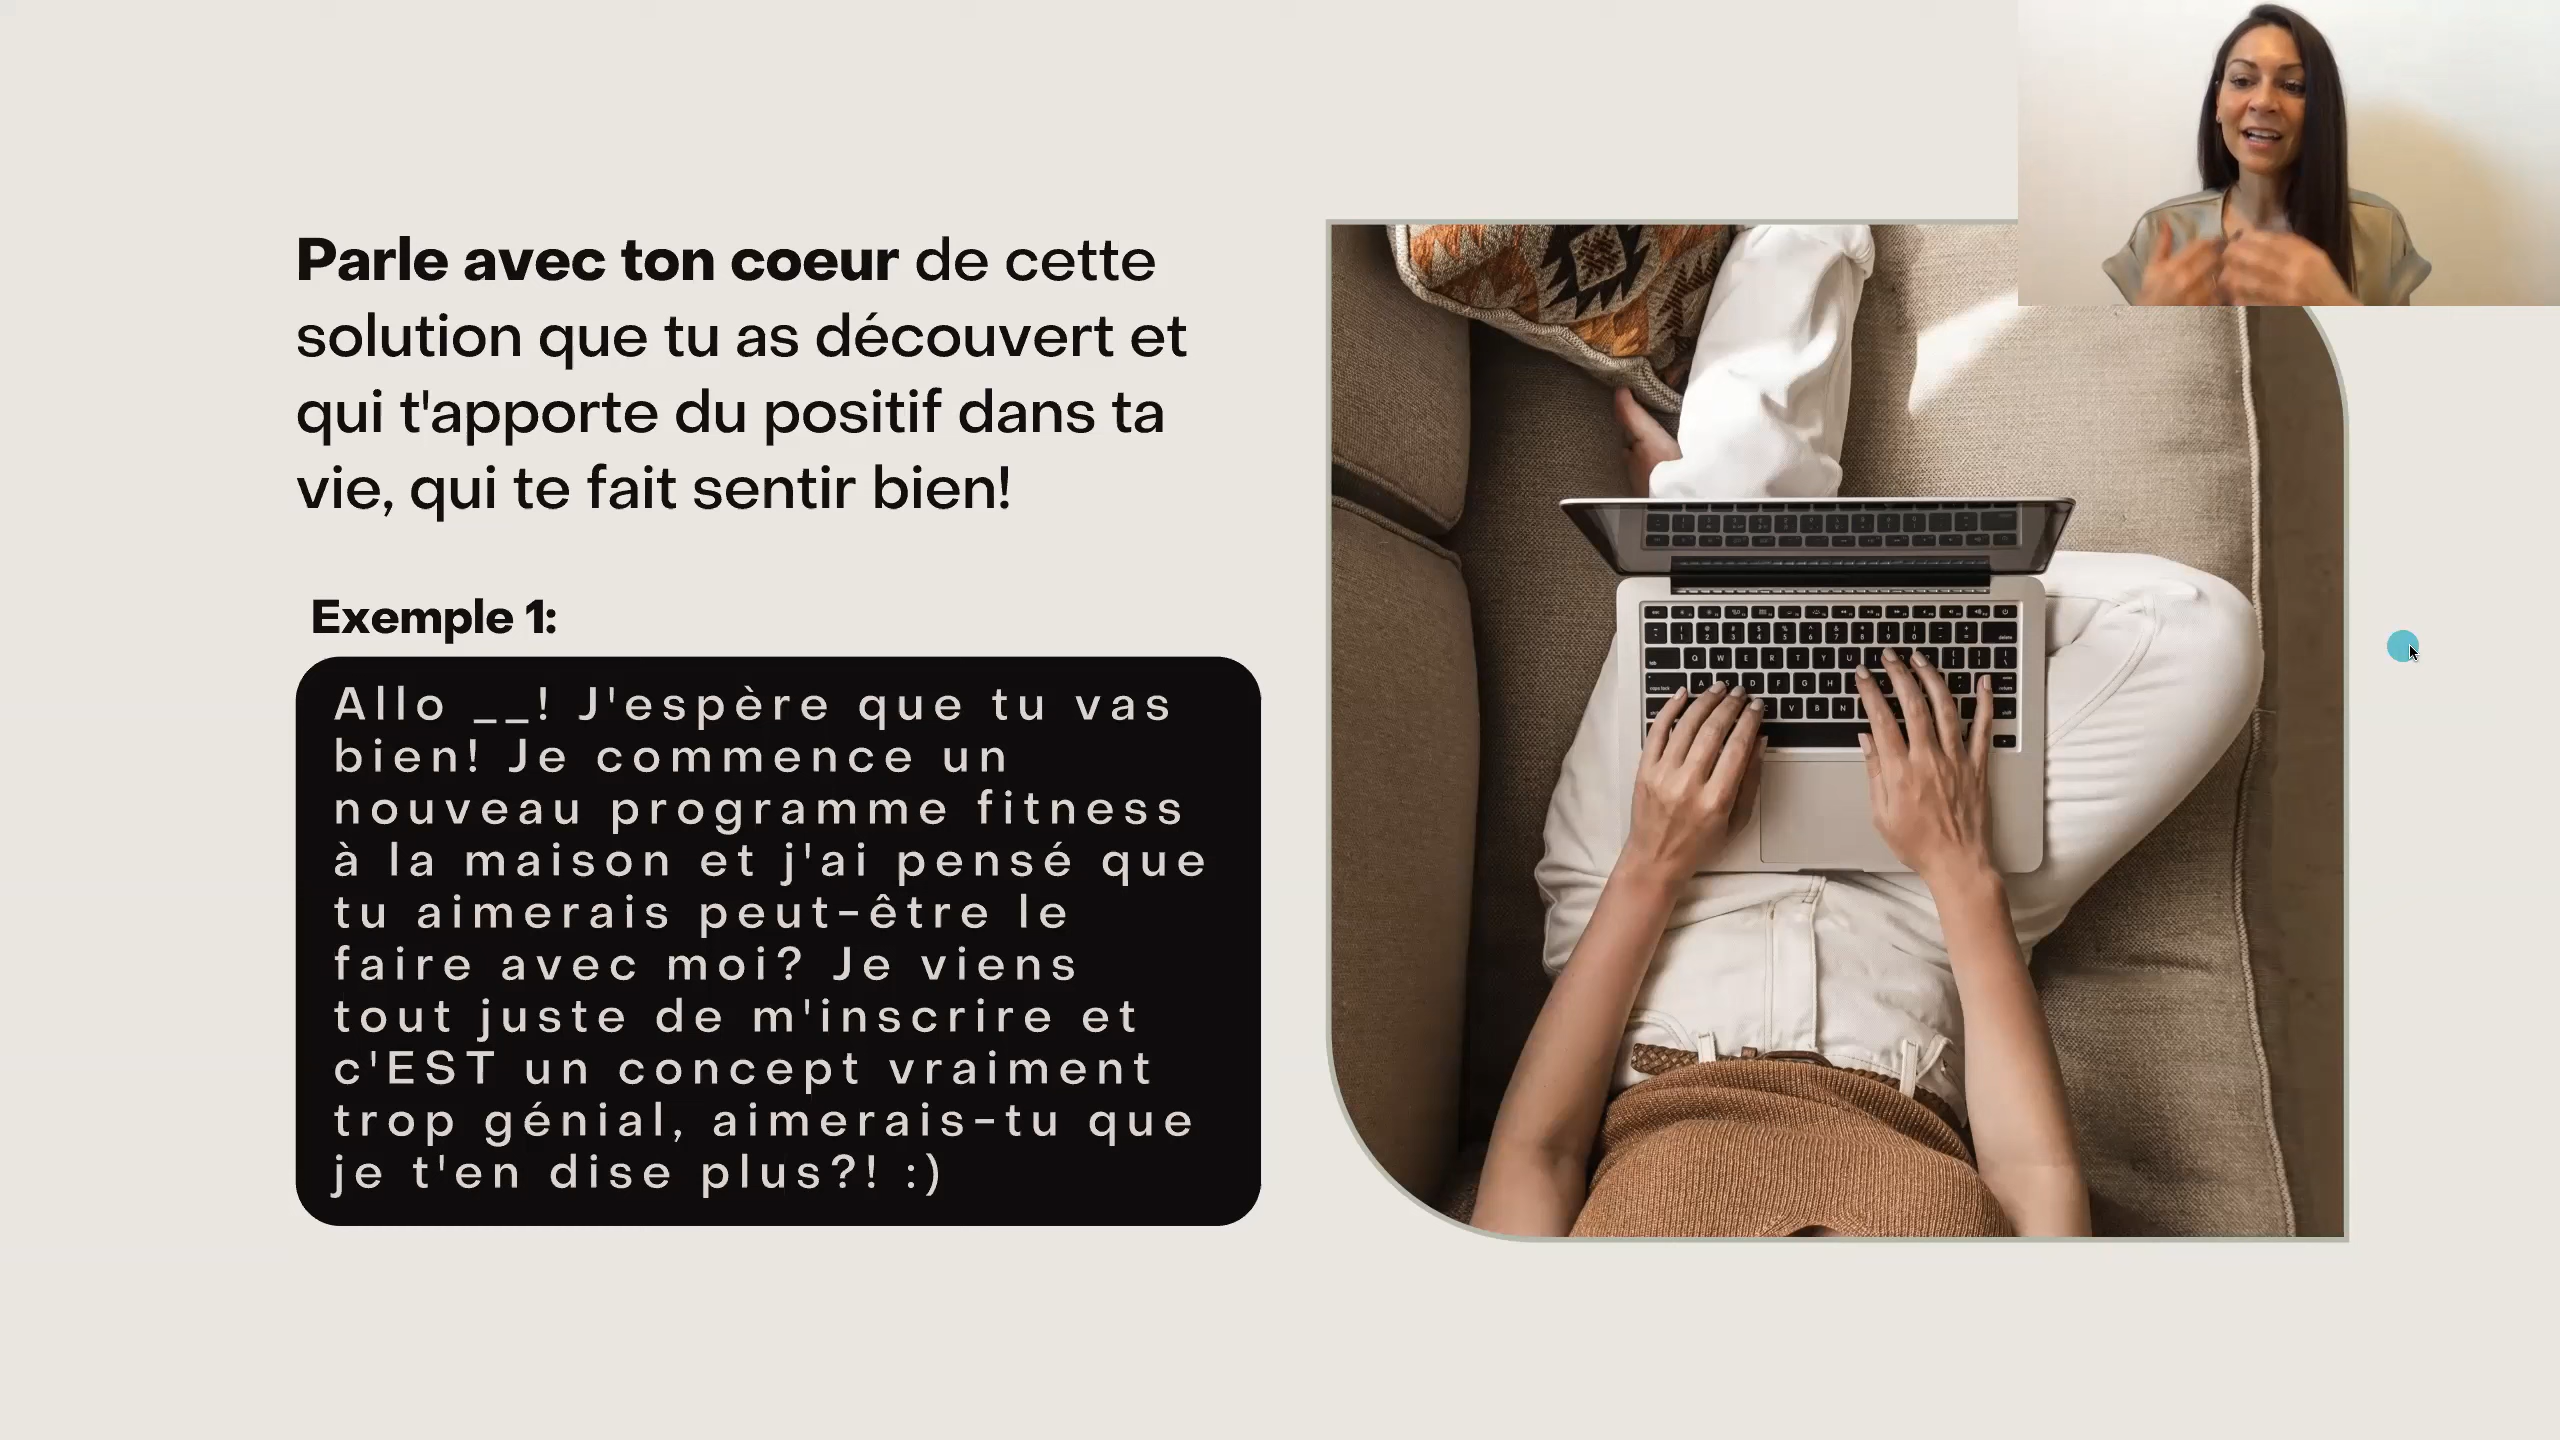 Parle avec ton coeur de cette
solution que tu as découvert et
qui t'apporte du positif dans ta
vie, qui te fait sentir bien!
Exemple 1:
Allo __! J'espère que tu vas
bien! Je commence un
nouveau programme fitness
à la maison et j'ai pensé que
tu aimerais peut-être le
faire avec moi? Je viens
tout juste de m'inscrire et
c'EST un concept vraiment
trop génial, aimerais-tu que
je t'en dise plus?! :)